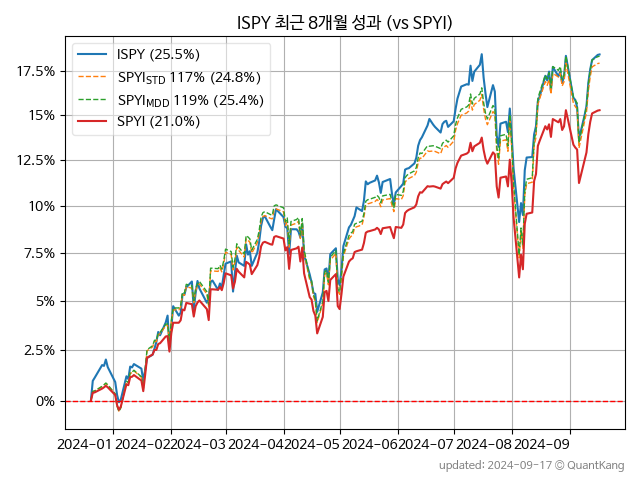 ISPY 최근 8개월 성과 (vs SPYI)
ISPY (25.5%)
SPYI_STD 117% (24.8%)
SPYI_MDD 119% (25.4%)
SPYI (21.0%)
17.5%
15%
12.5%
10%
7.5%
5%
2.5%
0%
2024-01 2024-02 2024-03 2024-04 2024-05 2024-06 2024-07 2024-08 2024-09
updated: 2024-09-17 © QuantKang